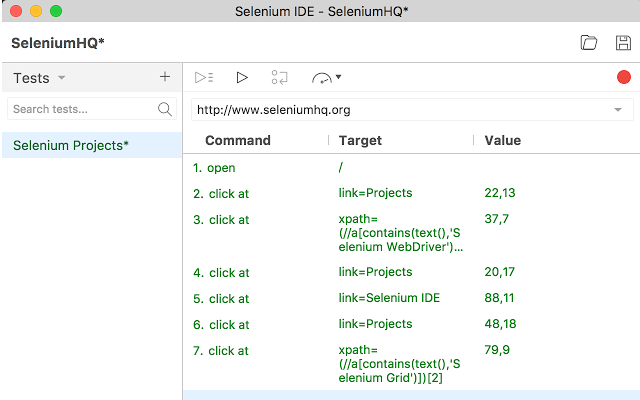 Selenium IDE - SeleniumHQ*
SeleniumHQ*
Tests
Search tests...
Selenium Projects*
http://www.seleniumhq.org
Command Target Value
1. open /
2. click at link=Projects 22,13
3. click at xpath= 37,7
(//a[contains(text(),'S
elenium WebDriver')...
4. click at link=Projects 20,17
5. click at link=Selenium IDE 88,11
6. click at link=Projects 48,18
7. click at xpath= 79,9
(//a[contains(text(),'S
elenium Grid')])[2]